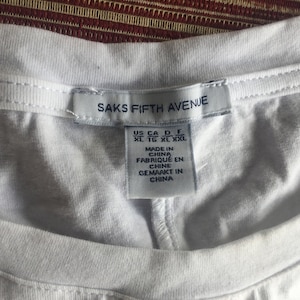 SAKS FIFTH AVENUE
US CA D F
XL TG XL XXL
MADE IN
CHINA
FABRIQUÉ EN
CHINE
GEMAAKT IN
CHINA